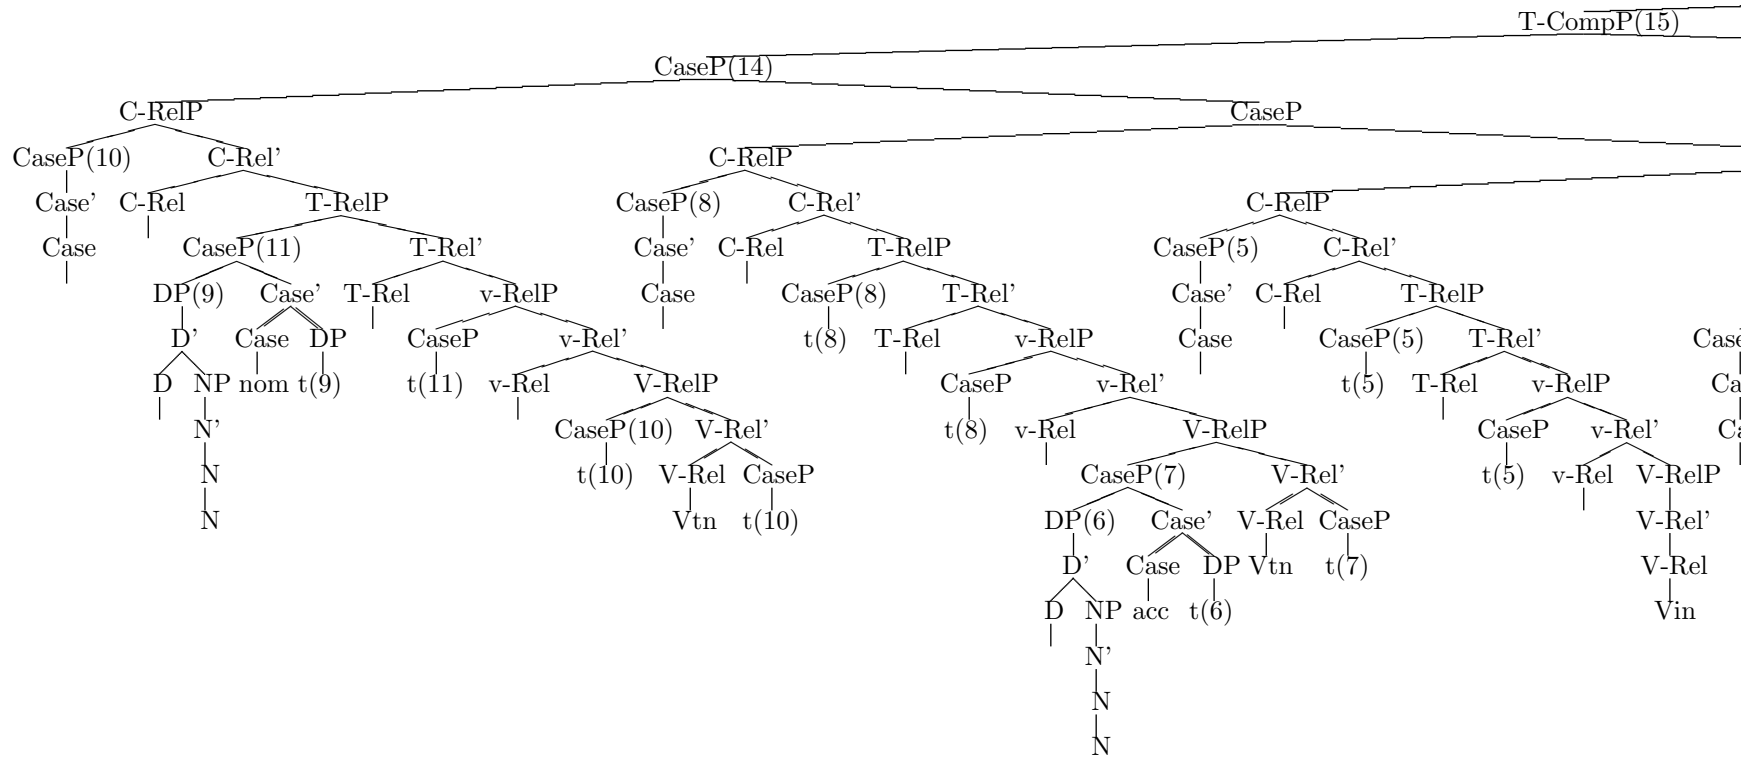 T-CompP(15)
CaseP(14)
C-RelP CaseP
CaseP(10) C-Rel' C-RelP
Case' C-Rel T-RelP CaseP(8) C-Rel' C-RelP
Case CaseP(11) T-Rel' Case' C-Rel T-RelP CaseP(5) C-Rel'
DP(9) Case' T-Rel v-RelP Case CaseP(8) T-Rel' Case' C-Rel T-RelP
D' Case DP CaseP v-Rel' t(8) T-Rel v-RelP Case CaseP(5) T-Rel'
D NP nom t(9) t(11) v-Rel V-RelP CaseP v-Rel' t(5) T-Rel v-RelP
N' CaseP(10) V-Rel' t(8) v-Rel V-RelP CaseP v-Rel'
N t(10) V-Rel CaseP CaseP(7) V-Rel' t(5) v-Rel V-RelP
N Vtn t(10) DP(6) Case' V-Rel CaseP V-Rel'
D' Case DP Vtn t(7) V-Rel
D NP acc t(6) Vin
N'
N
N